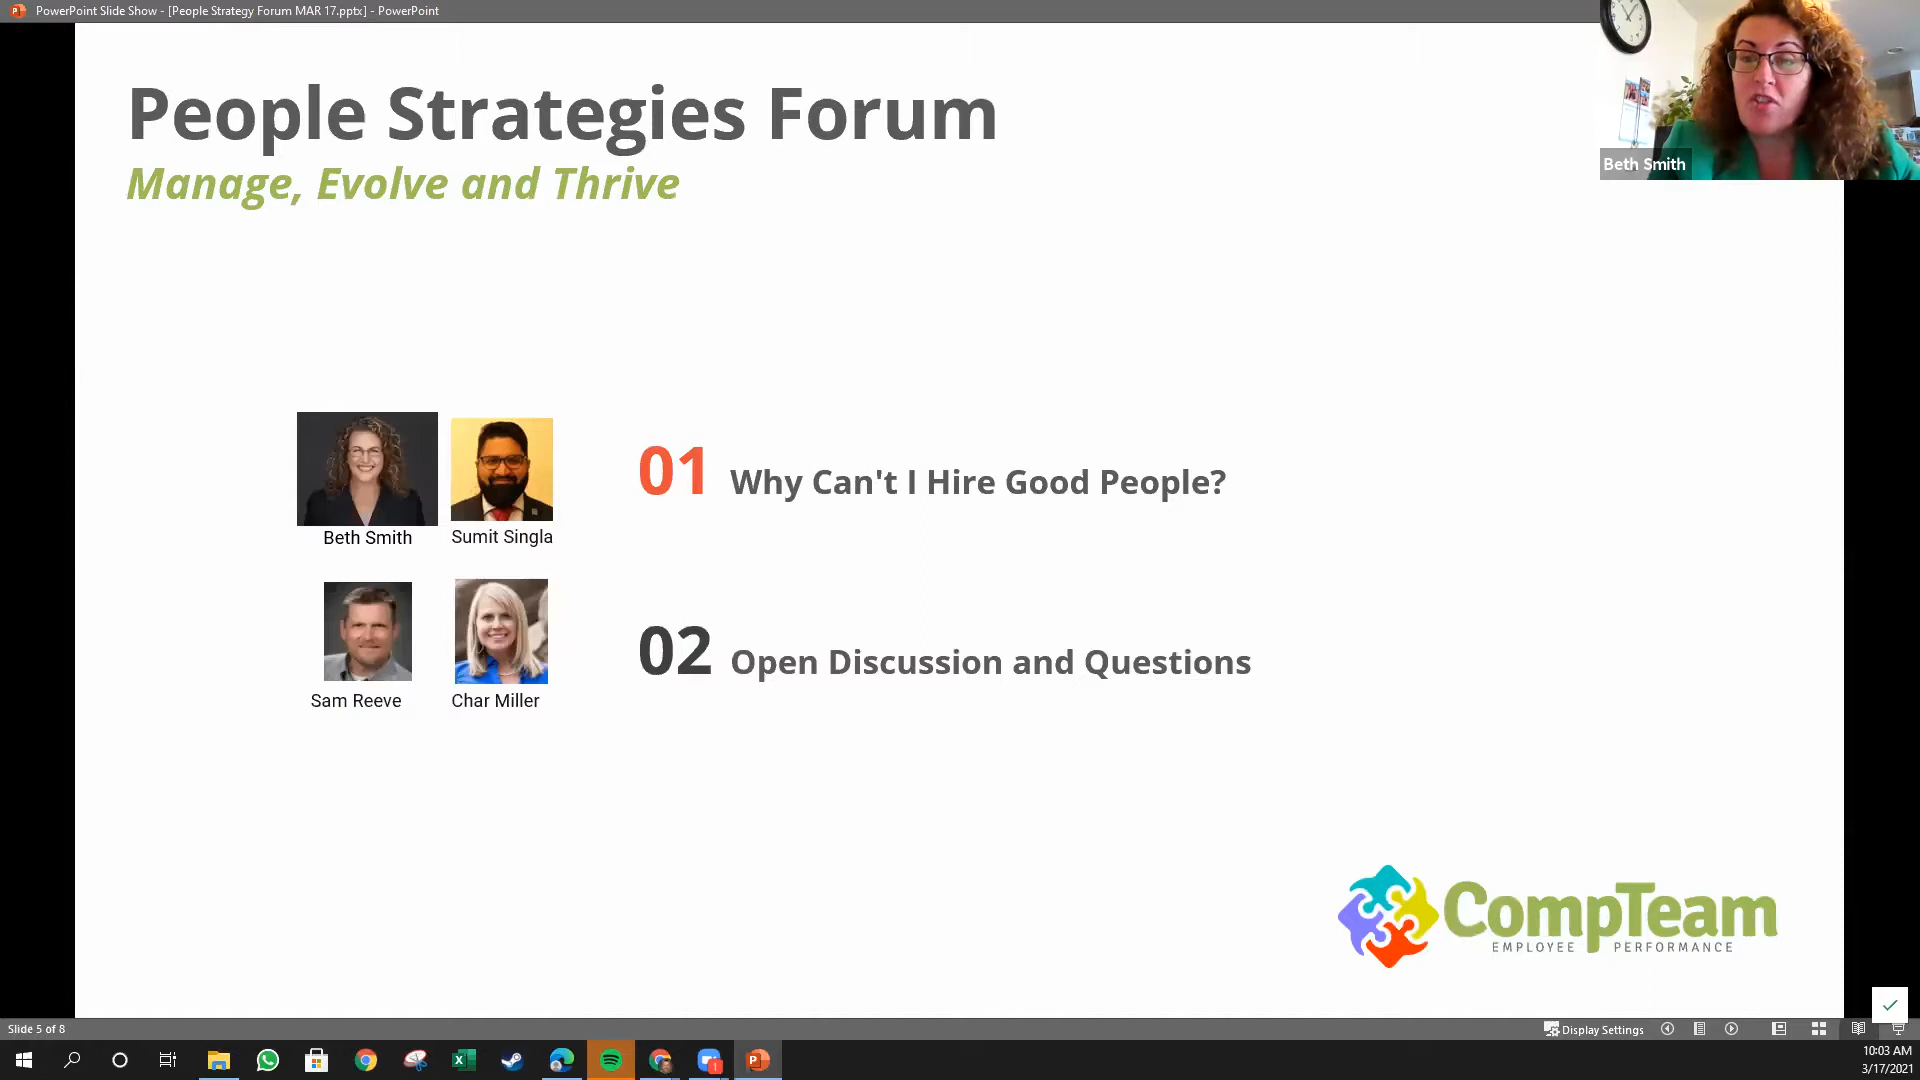 PowerPoint Slide Show - [People Strategy Forum MAR 17.pptx] - PowerPoint
People Strategies Forum
Manage, Evolve and Thrive
Beth Smith
Beth Smith
Sumit Singla
01 Why Can't I Hire Good People?
Sam Reeve
Char Miller
02 Open Discussion and Questions
CompTeam
EMPLOYEE PERFORMANCE
Slide 5 of 8
Display Settings
1
10:03 AM
3/17/2021